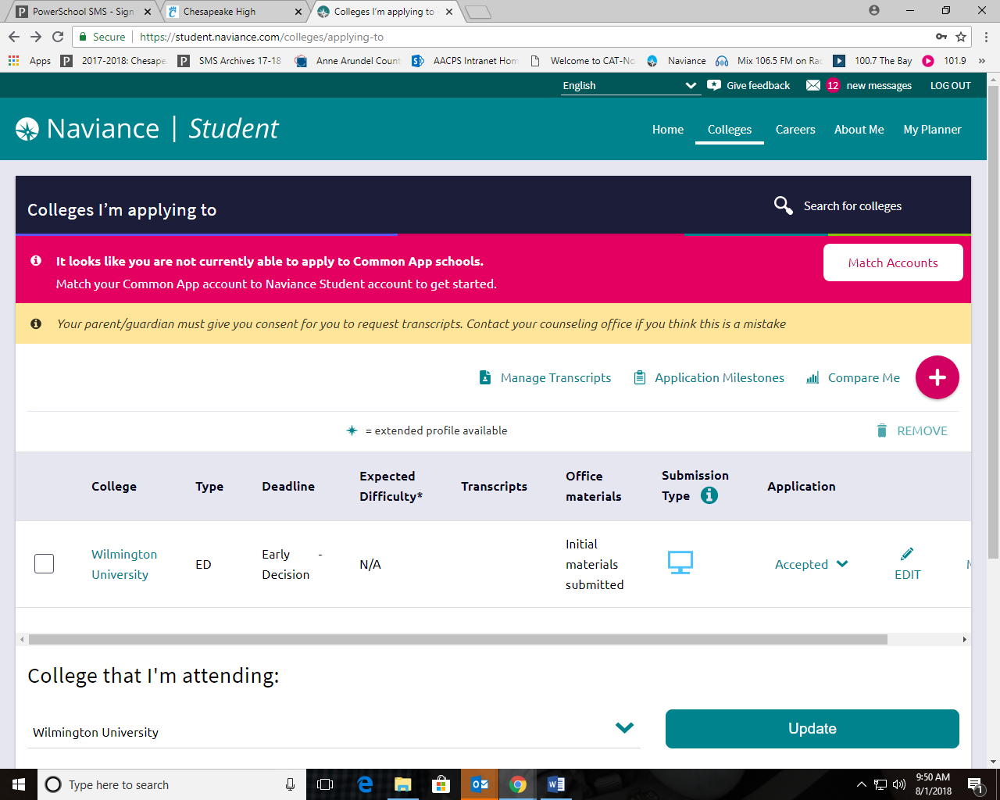 PowerSchool SMS - Sign
Chesapeake High
Colleges I'm applying to
Secure
https://student.naviance.com/colleges/applying-to
Apps
2017-2018: Chesape
SMS Archives 17-18
Anne Arundel Count
AACPS Intranet Hom
Welcome to CAT-No
Naviance
Mix 106.5 FM on Rad
100.7 The Bay
101.9
»
English
Give feedback
12 new messages
LOG OUT
Naviance | Student
Home
Colleges
Careers
About Me
My Planner
Colleges I'm applying to
Search for colleges
It looks like you are not currently able to apply to Common App schools.
Match your Common App account to Naviance Student account to get started.
Match Accounts
Your parent/guardian must give you consent for you to request transcripts. Contact your counseling office if you think this is a mistake
Manage Transcripts
Application Milestones
Compare Me
= extended profile available
REMOVE
College
Type
Deadline
Expected
Difficulty*
Transcripts
Office
materials
Submission
Type
Application
Wilmington
University
ED
Early -
Decision
N/A
Initial
materials
submitted
Accepted
EDIT
College that I'm attending:
Wilmington University
Update
Type here to search
9:50 AM
8/1/2018
1